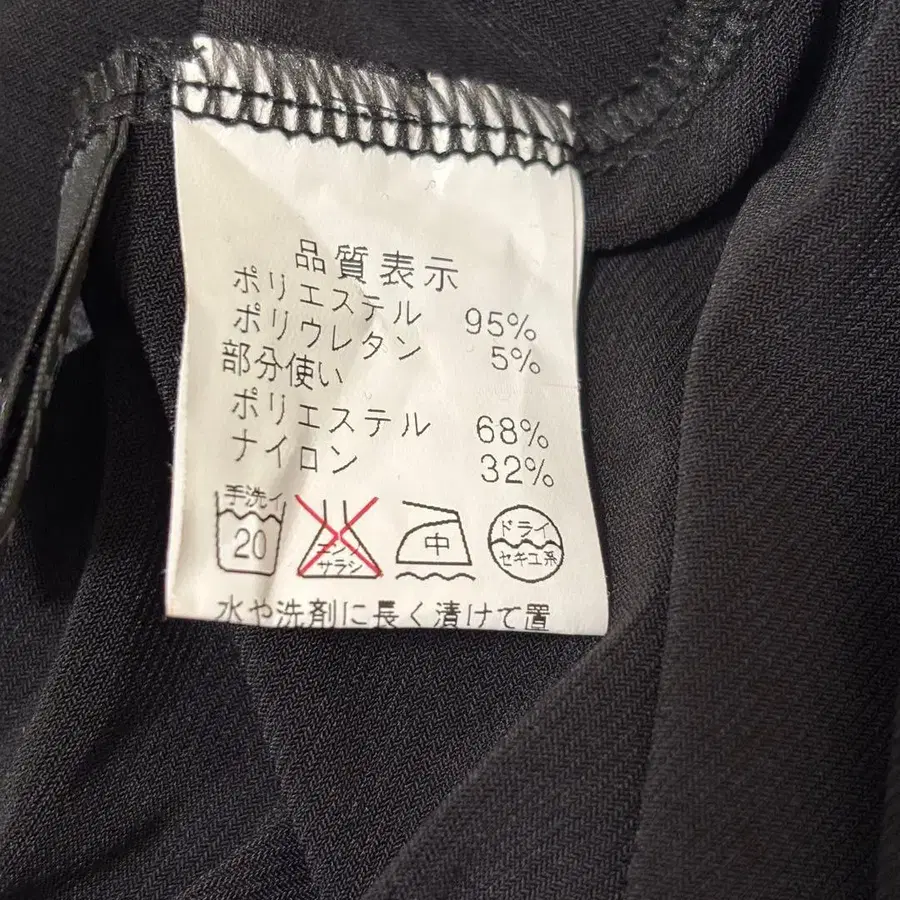 品質表示
ポリエステル 95%
ポリウレタン 5%
部分使い
ポリエステル 68%
ナイロン 32%
手洗イ 20 エンソ サラシ 中 ドライ セキユ系
水や洗剤に長く漬けて置